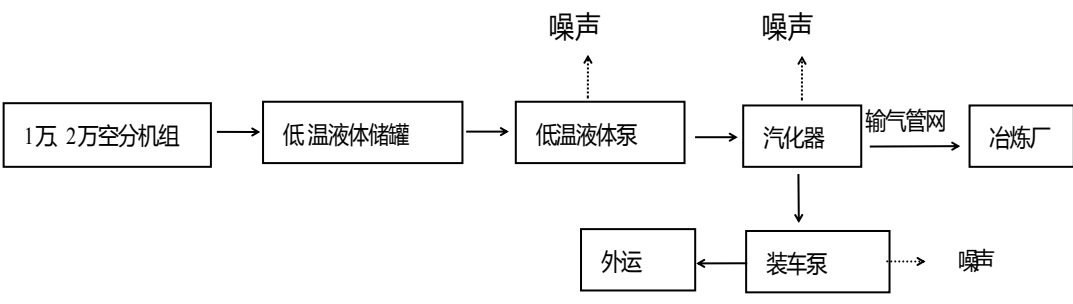 噪声
噪声
1万、2万空分机组
低温液体储罐
低温液体泵
汽化器
输气管网
冶炼厂
外运
装车泵
噪声